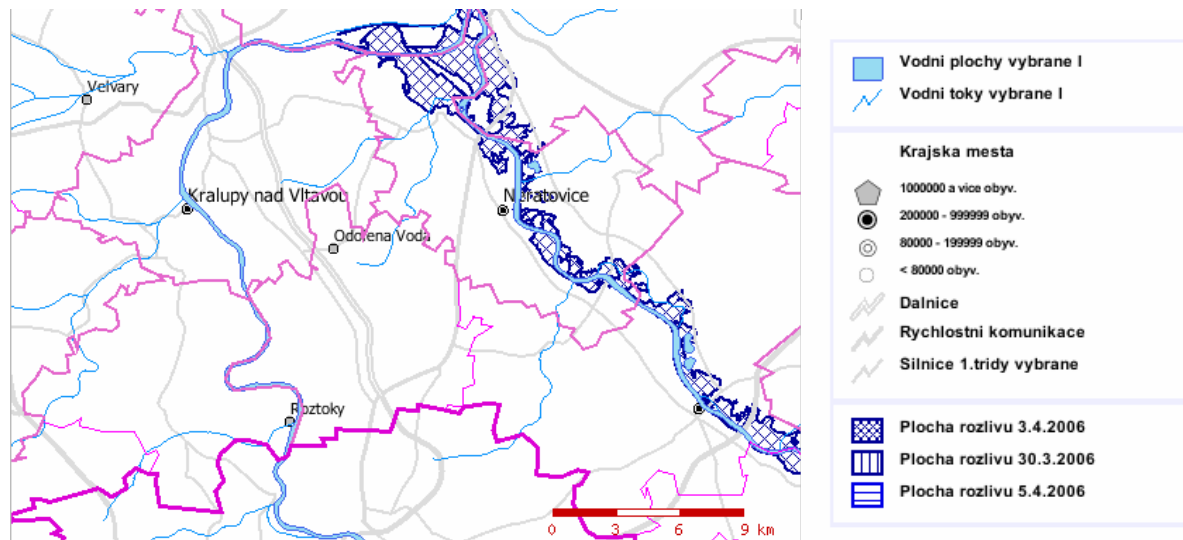 Velvary
Kralupy nad Vltavou
Neratovice
Odolena Voda
Roztoky
0 3 6 9 km
Vodni plochy vybrane I
Vodni toky vybrane I
Krajska mesta
1000000 a vice obyv.
200000 - 999999 obyv.
80000 - 199999 obyv.
< 80000 obyv.
Dalnice
Rychlostni komunikace
Silnice 1.tridy vybrane
Plocha rozlivu 3.4.2006
Plocha rozlivu 30.3.2006
Plocha rozlivu 5.4.2006